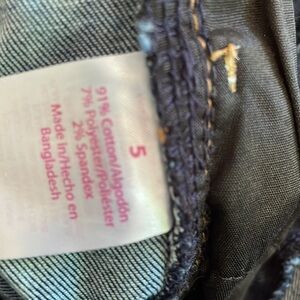 5
91% Cotton/Algodón
7% Polyester/Poliéster
2% Spandex
Made in/Hecho en
Bangladesh